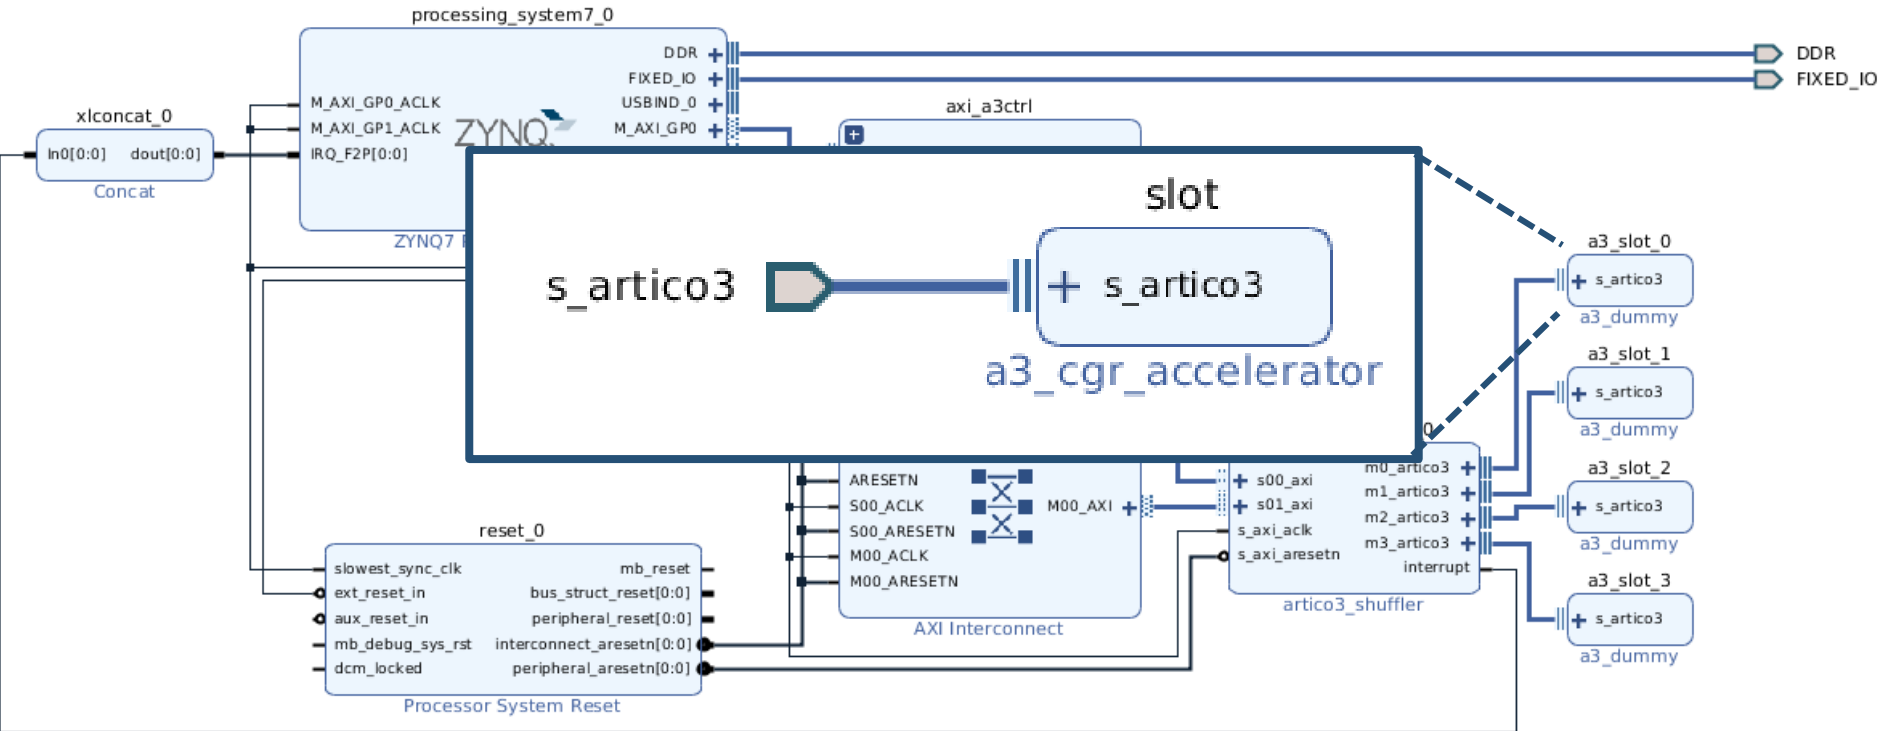 processing_system7_0
DDR
FIXED_IO
USBIND_0
M_AXI_GP0
M_AXI_GP0_ACLK
M_AXI_GP1_ACLK
IRQ_F2P[0:0]
ZYNQ
ZYNQ7
DDR
FIXED_IO
xlconcat_0
In0[0:0]
dout[0:0]
Concat
axi_a3ctrl
slot
s_artico3
s_artico3
a3_cgr_accelerator
a3_slot_0
s_artico3
a3_dummy
a3_slot_1
s_artico3
a3_dummy
a3_slot_2
s_artico3
a3_dummy
a3_slot_3
s_artico3
a3_dummy
ARESETN
S00_ACLK
S00_ARESETN
M00_ACLK
M00_ARESETN
M00_AXI
AXI Interconnect
0
s00_axi
s01_axi
s_axi_aclk
s_axi_aresetn
m0_artico3
m1_artico3
m2_artico3
m3_artico3
interrupt
artico3_shuffler
reset_0
slowest_sync_clk
ext_reset_in
aux_reset_in
mb_debug_sys_rst
dcm_locked
mb_reset
bus_struct_reset[0:0]
peripheral_reset[0:0]
interconnect_aresetn[0:0]
peripheral_aresetn[0:0]
Processor System Reset